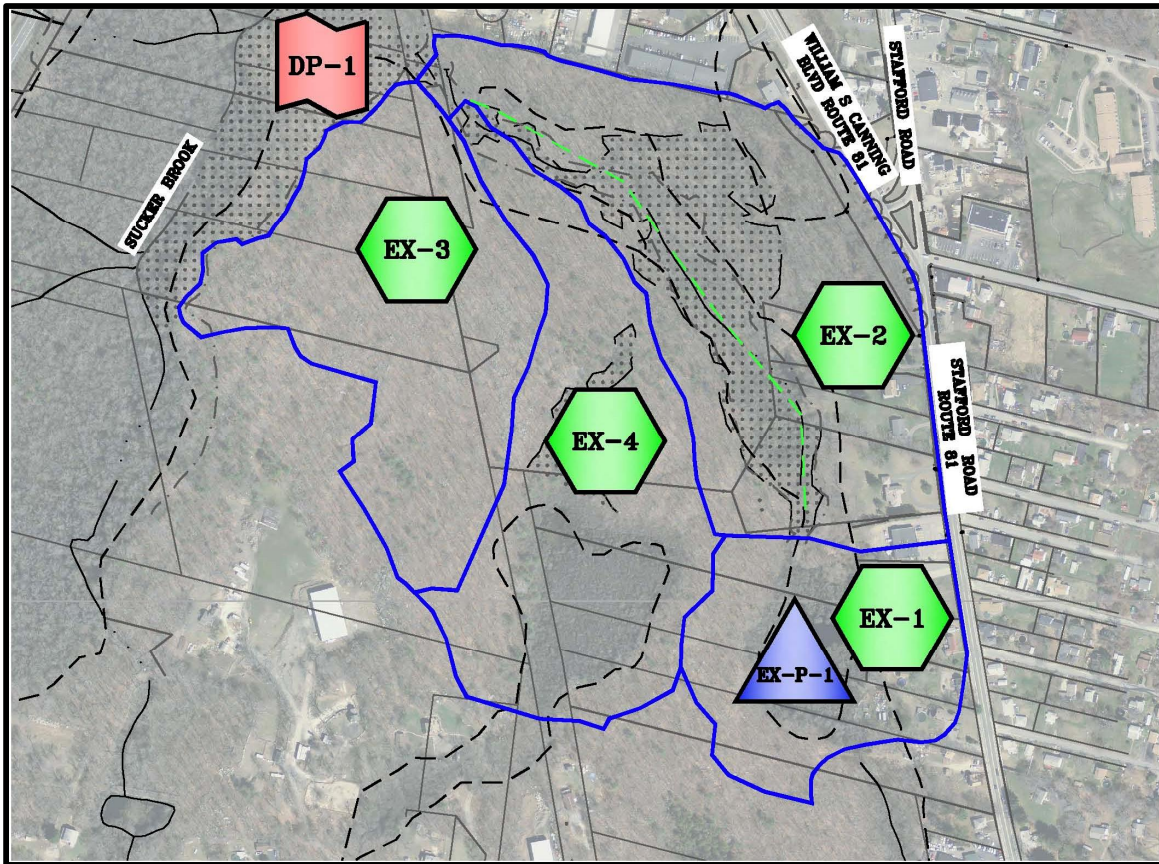 DP-1
WILLIAM S CANNING
BLVD ROUTE 81
STAFFORD ROAD
SUCKER BROOK
EX-3
EX-2
STAFFORD ROAD
ROUTE 81
EX-4
EX-1
EX-P-1